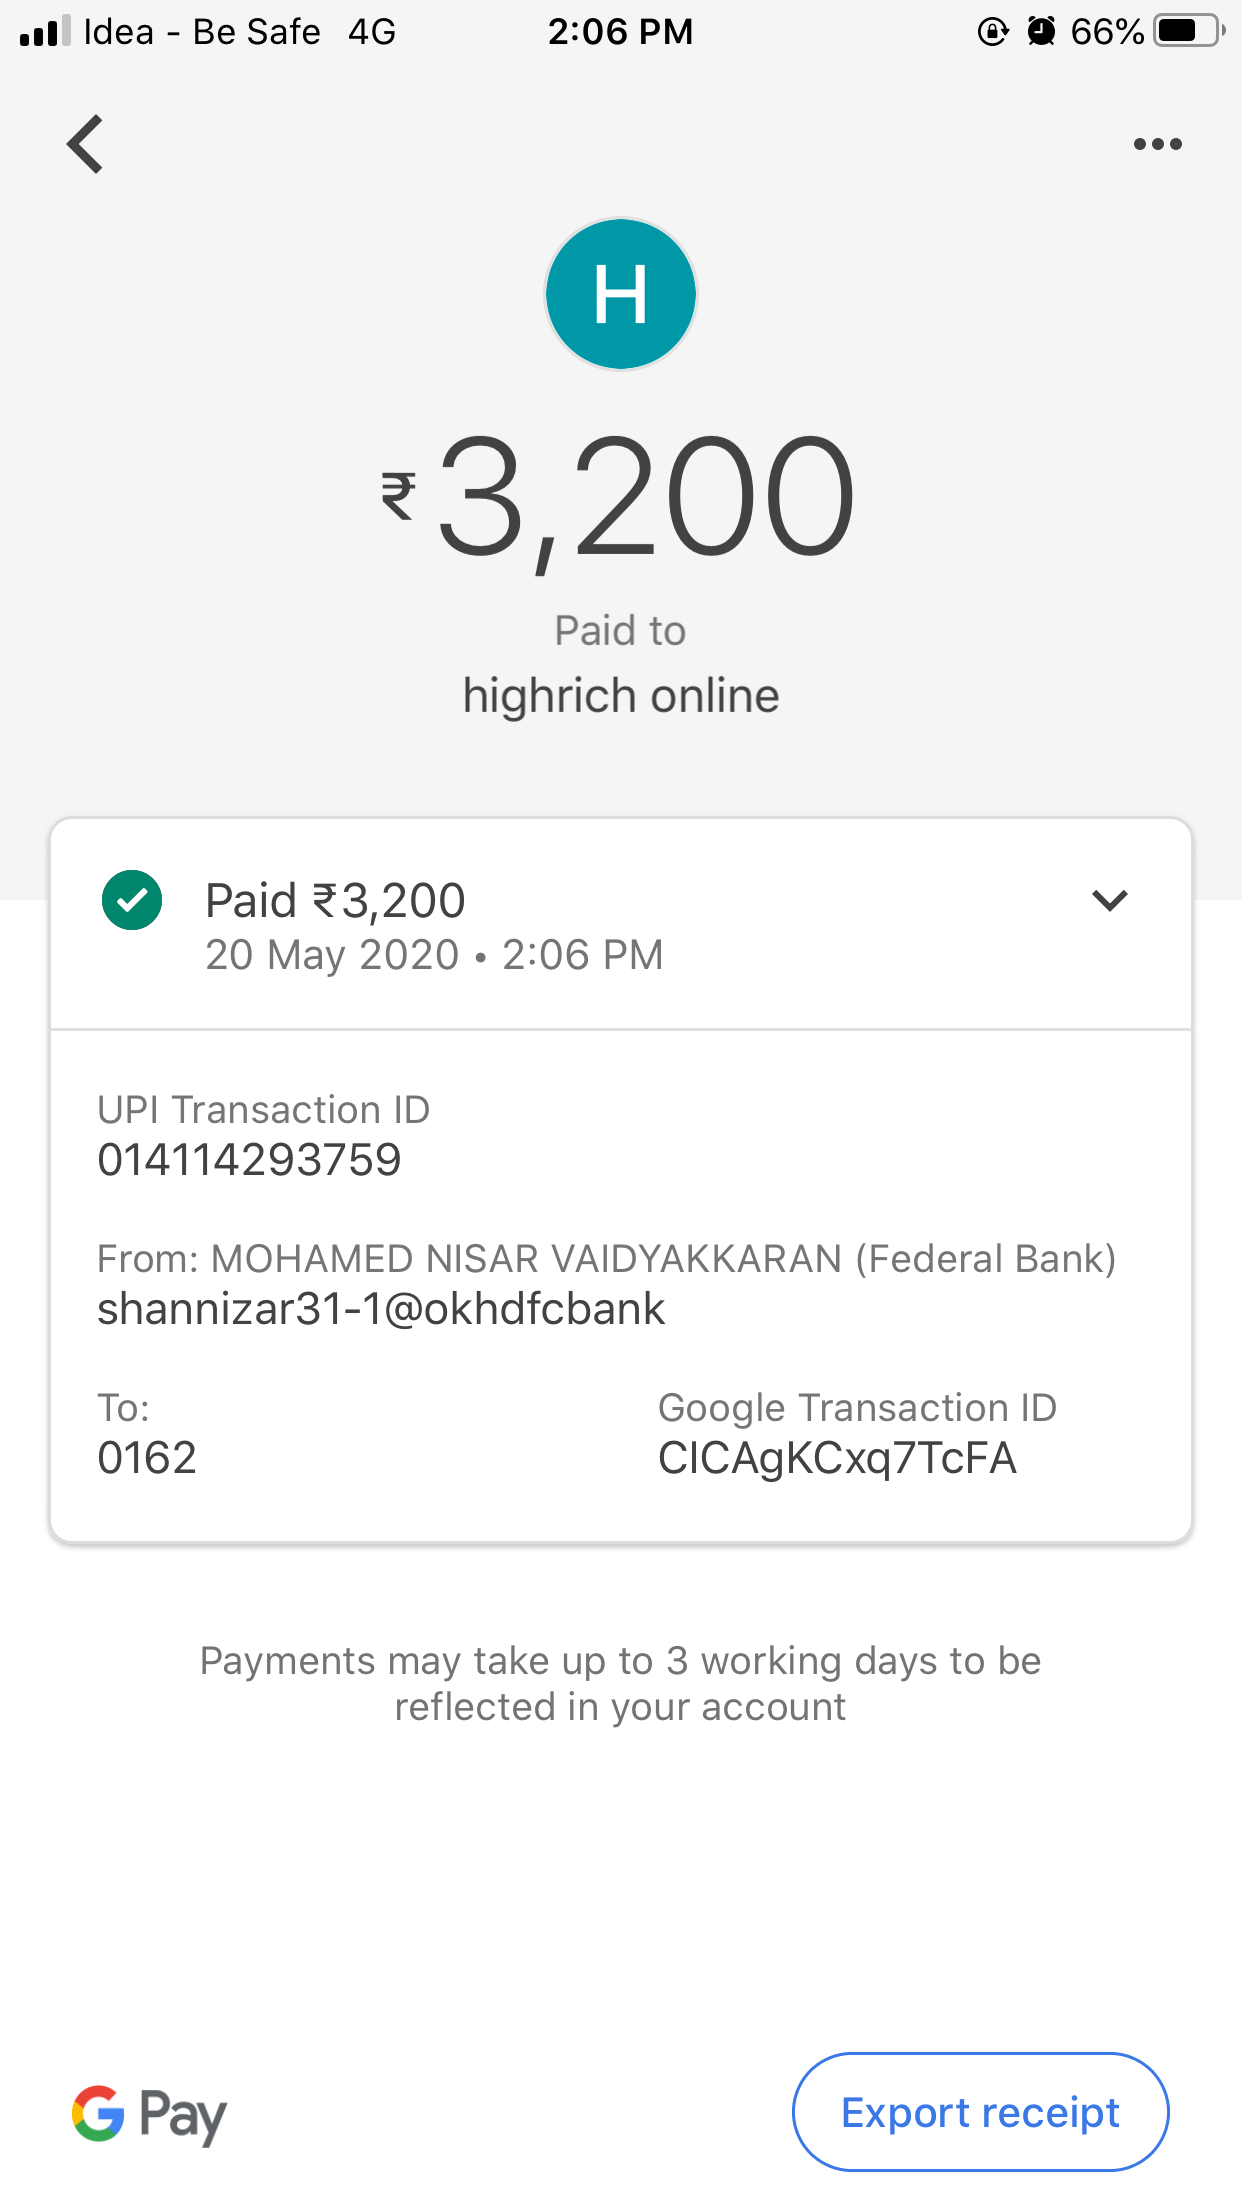 Idea - Be Safe 4G 2:06 PM 66%
H
₹3,200
Paid to
highrich online
Paid ₹3,200
20 May 2020 • 2:06 PM
UPI Transaction ID
014114293759
From: MOHAMED NISAR VAIDYAKKARAN (Federal Bank)
shannizar31-1@okhdfcbank
To:
0162
Google Transaction ID
CICAgKCxq7TcFA
Payments may take up to 3 working days to be
reflected in your account
G Pay
Export receipt